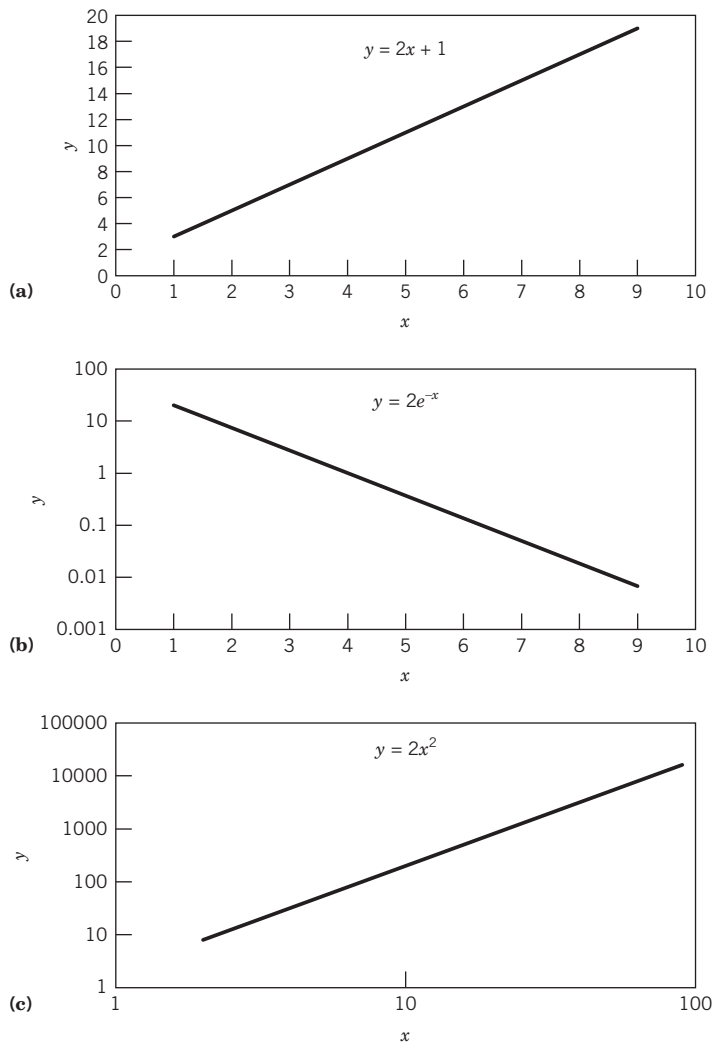 20
18
16
14
12
10
8
6
4
2
0
y
y = 2x + 1
(a)
0 1 2 3 4 5 6 7 8 9 10
x
100
10
1
0.1
0.01
0.001
y
y = 2e^{-x}
(b)
0 1 2 3 4 5 6 7 8 9 10
x
100000
10000
1000
100
10
1
y
y = 2x^2
(c)
1 10 100
x